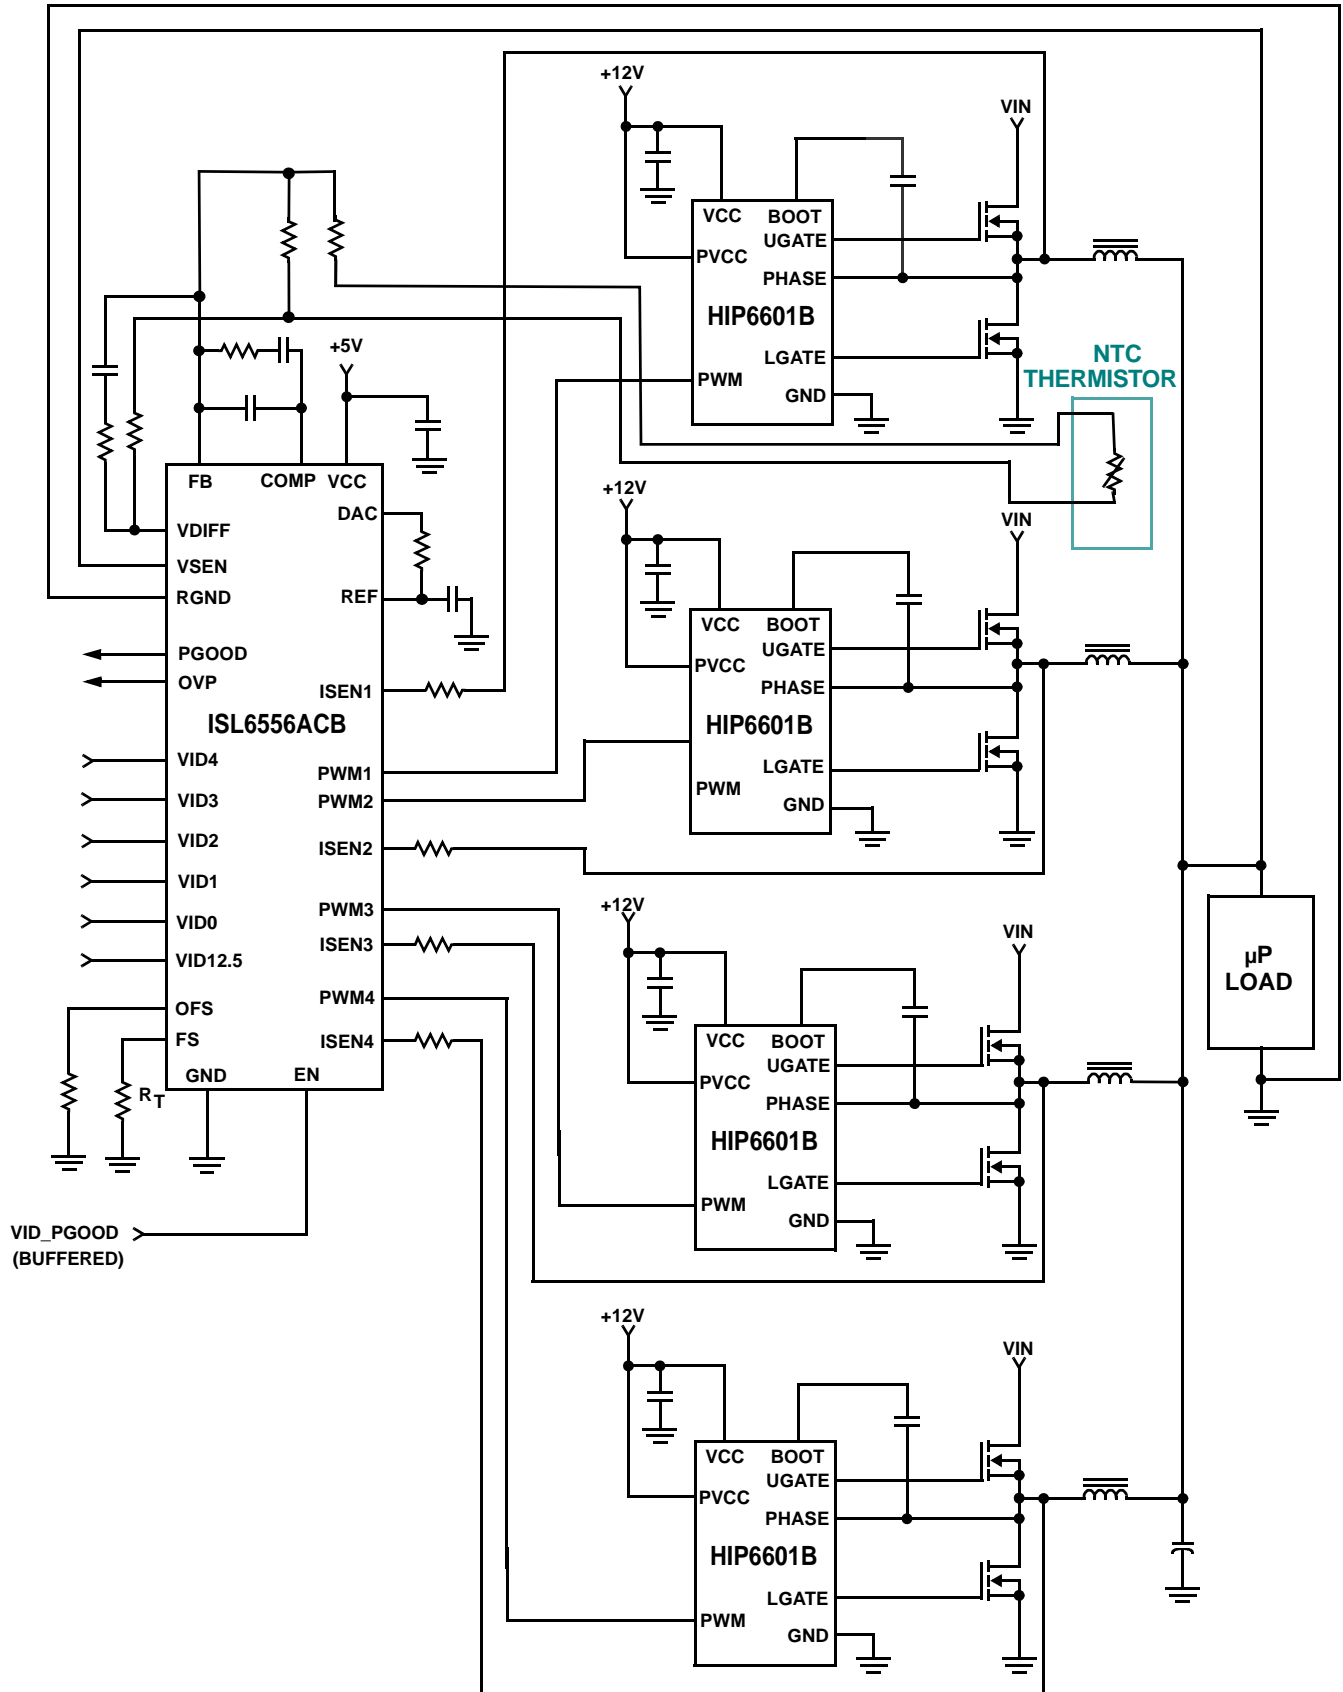 +12V
VIN
VCC
BOOT
UGATE
PVCC
PHASE
HIP6601B
LGATE
PWM
GND
NTC
THERMISTOR
+5V
FB
COMP
VCC
DAC
VDIFF
VSEN
RGND
REF
PGOOD
OVP
ISEN1
ISL6556ACB
VID4
PWM1
VID3
PWM2
VID2
ISEN2
VID1
PWM3
VID0
ISEN3
VID12.5
PWM4
OFS
ISEN4
FS
GND
EN
RT
VID_PGOOD
(BUFFERED)
+12V
VIN
VCC
BOOT
UGATE
PVCC
PHASE
HIP6601B
LGATE
PWM
GND
+12V
VIN
VCC
BOOT
UGATE
PVCC
PHASE
HIP6601B
LGATE
PWM
GND
µP
LOAD
+12V
VIN
VCC
BOOT
UGATE
PVCC
PHASE
HIP6601B
LGATE
PWM
GND